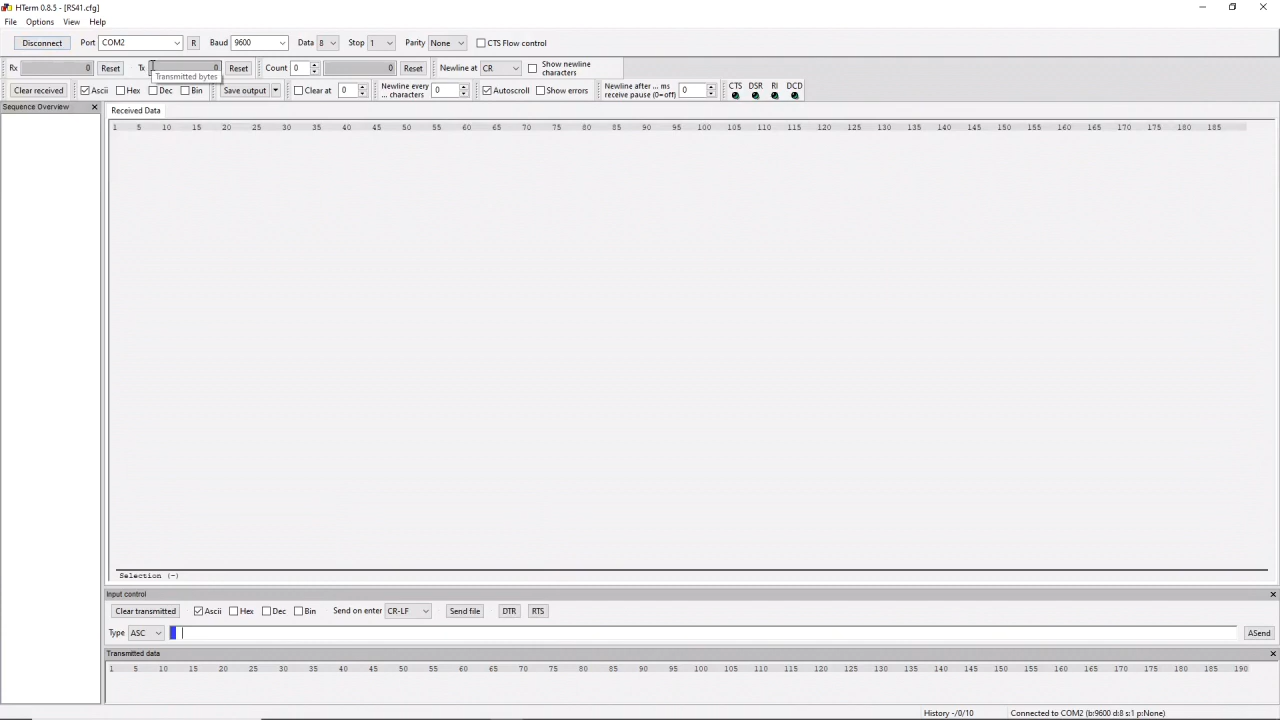 HTerm 0.8.5 - [RS41.cfg]
File Options View Help
Disconnect Port COM2 R Baud 9600 Data 8 Stop 1 Parity None CTS Flow control
Rx 0 Reset Tx 0 Reset Count 0 0 Reset Newline at CR Show newline characters
Transmitted bytes
Clear received Ascii Hex Dec Bin Save output Clear at 0 Newline every ... characters 0 Autoscroll Show errors Newline after ... ms receive pause (0=off) 0 CTS DSR RI DCD
Sequence Overview
Received Data
1 5 10 15 20 25 30 35 40 45 50 55 60 65 70 75 80 85 90 95 100 105 110 115 120 125 130 135 140 145 150 155 160 165 170 175 180 185
Selection (-)
Input control
Clear transmitted Ascii Hex Dec Bin Send on enter CR-LF Send file DTR RTS
Type ASC ASend
Transmitted data
1 5 10 15 20 25 30 35 40 45 50 55 60 65 70 75 80 85 90 95 100 105 110 115 120 125 130 135 140 145 150 155 160 165 170 175 180 185 190
History -/0/10 Connected to COM2 (b:9600 d:8 s:1 p:None)